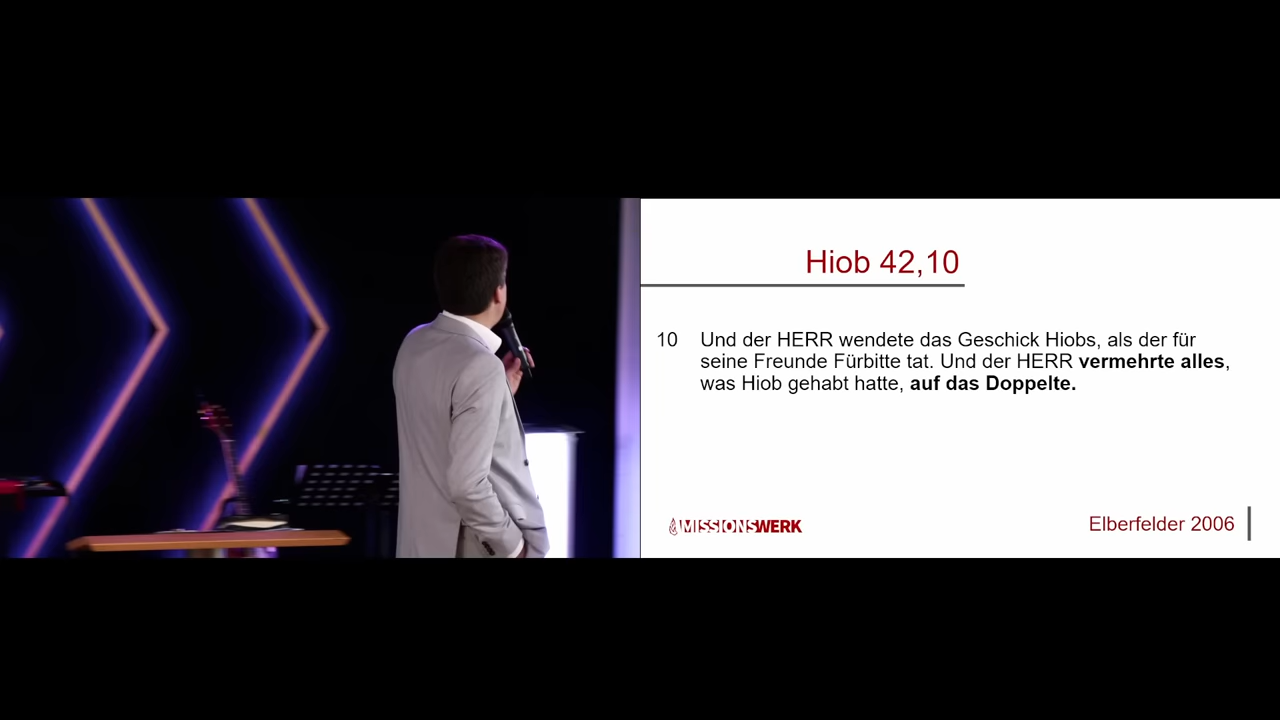 Hiob 42,10
10 Und der HERR wendete das Geschick Hiobs, als der für
seine Freunde Fürbitte tat. Und der HERR vermehrte alles,
was Hiob gehabt hatte, auf das Doppelte.
MISSIONSWERK
Elberfelder 2006